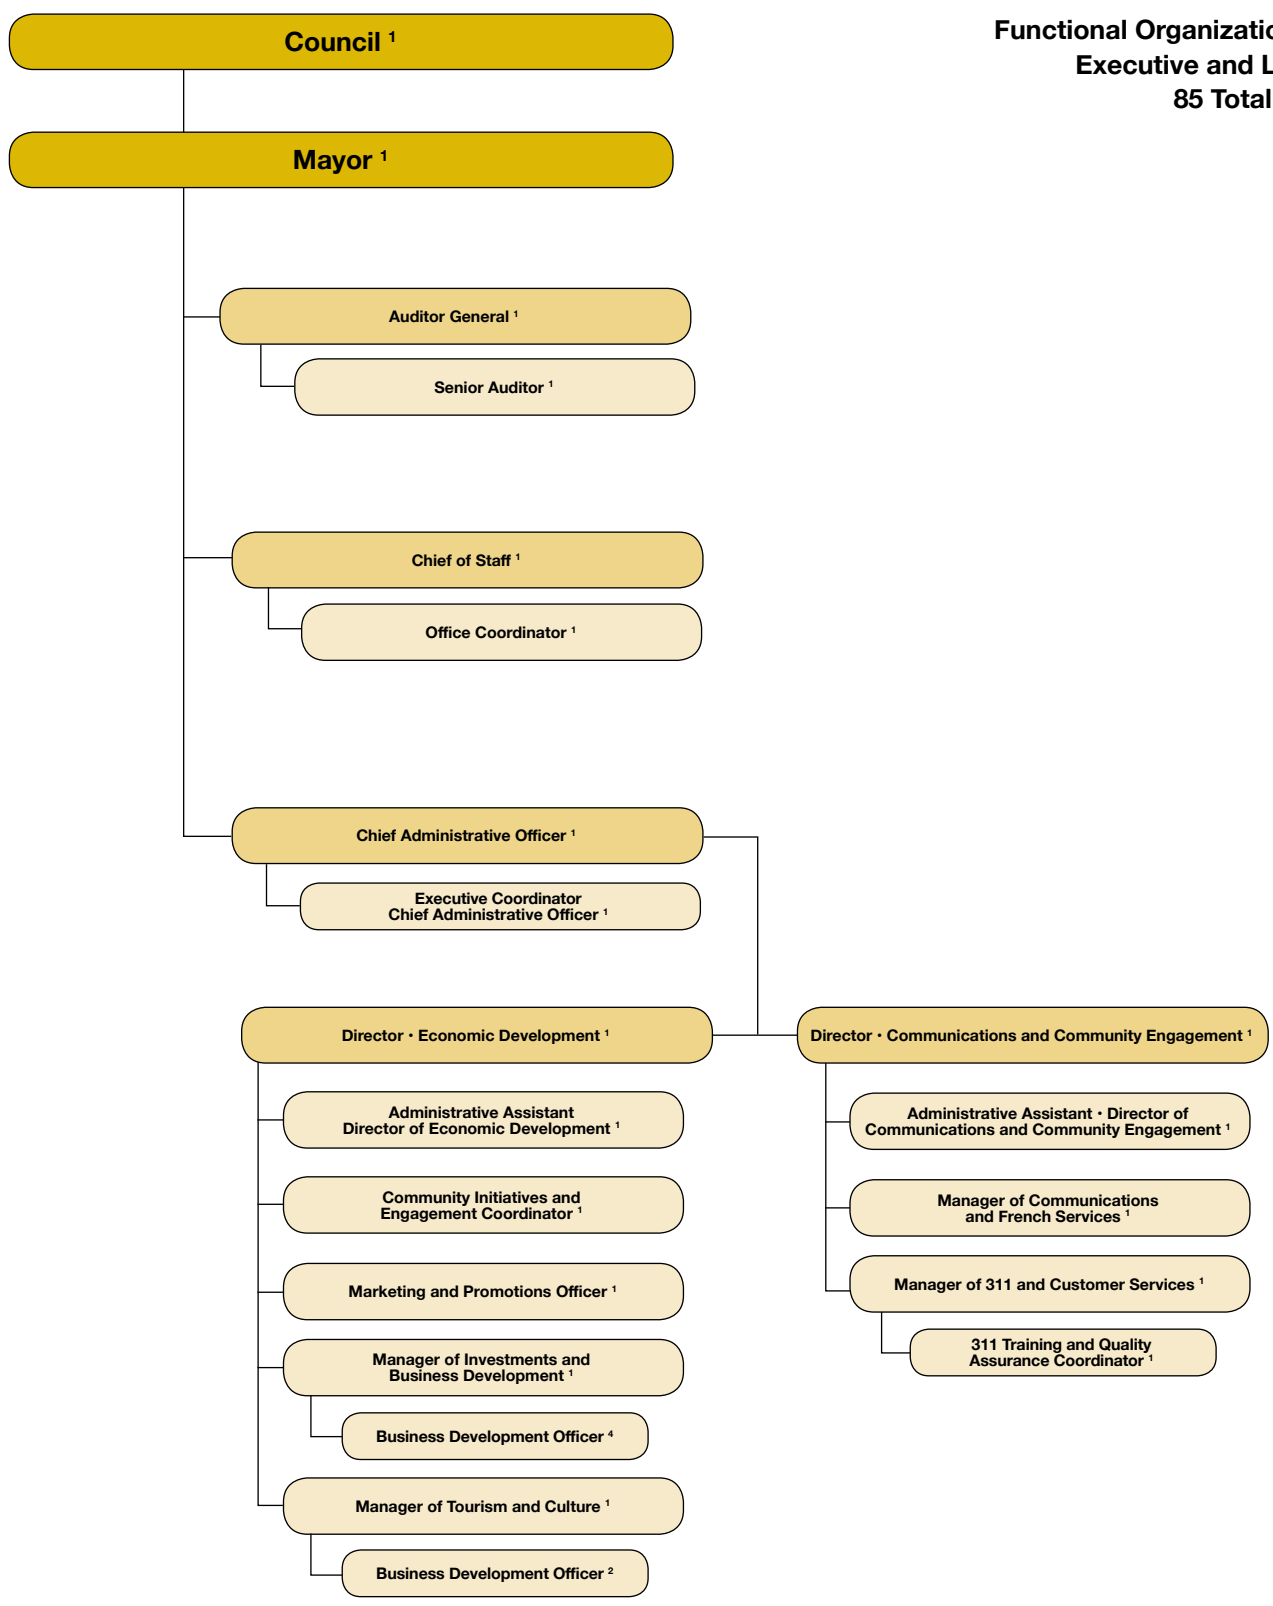 Council ¹
Functional Organizatio
Executive and L
85 Total
Mayor ¹
Auditor General ¹
Senior Auditor ¹
Chief of Staff ¹
Office Coordinator ¹
Chief Administrative Officer ¹
Executive Coordinator
Chief Administrative Officer ¹
Director • Economic Development ¹
Administrative Assistant
Director of Economic Development ¹
Community Initiatives and
Engagement Coordinator ¹
Marketing and Promotions Officer ¹
Manager of Investments and
Business Development ¹
Business Development Officer ⁴
Manager of Tourism and Culture ¹
Business Development Officer ²
Director • Communications and Community Engagement ¹
Administrative Assistant • Director of
Communications and Community Engagement ¹
Manager of Communications
and French Services ¹
Manager of 311 and Customer Services ¹
311 Training and Quality
Assurance Coordinator ¹